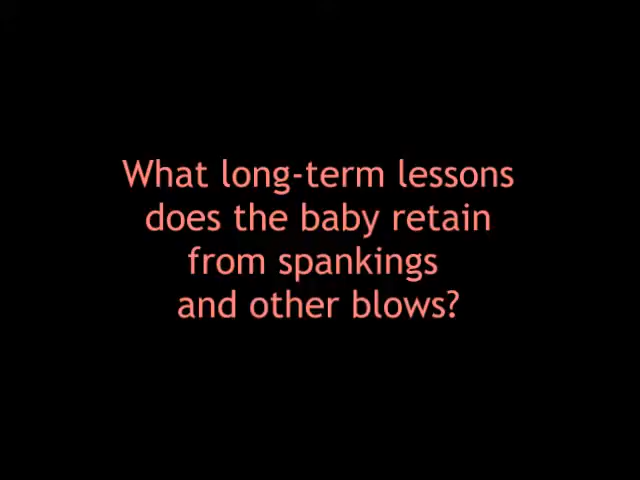 What long-term lessons
does the baby retain
from spankings
and other blows?